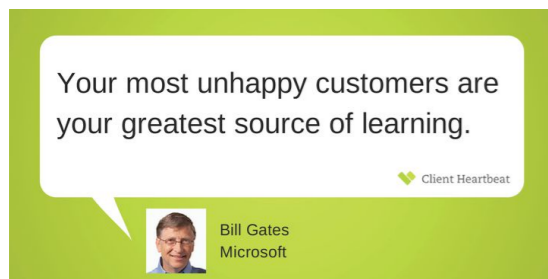 Your most unhappy customers are
your greatest source of learning.
Client Heartbeat
Bill Gates
Microsoft